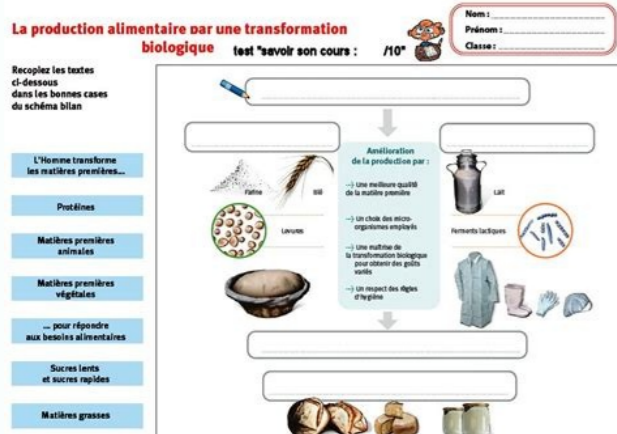 La production alimentaire par une transformation
biologique test "savoir son cours : /10"
Nom :
Prénom :
Classe :
Recopiez les textes
ci-dessous
dans les bonnes cases
du schéma bilan
L'Homme transforme
les matières premières...
Protéines
Matières premières
animales
Matières premières
végétales
... pour répondre
aux besoins alimentaires
Sucres lents
et sucres rapides
Matières grasses
Farine
Blé
Levures
Amélioration
de la production par :
→ Une meilleure qualité
de la matière première
→ Un choix des micro-
organismes employés
→ Une maîtrise de
la transformation biologique
pour obtenir des goûts
variés
→ Un respect des règles
d'hygiène
Lait
Ferments lactiques